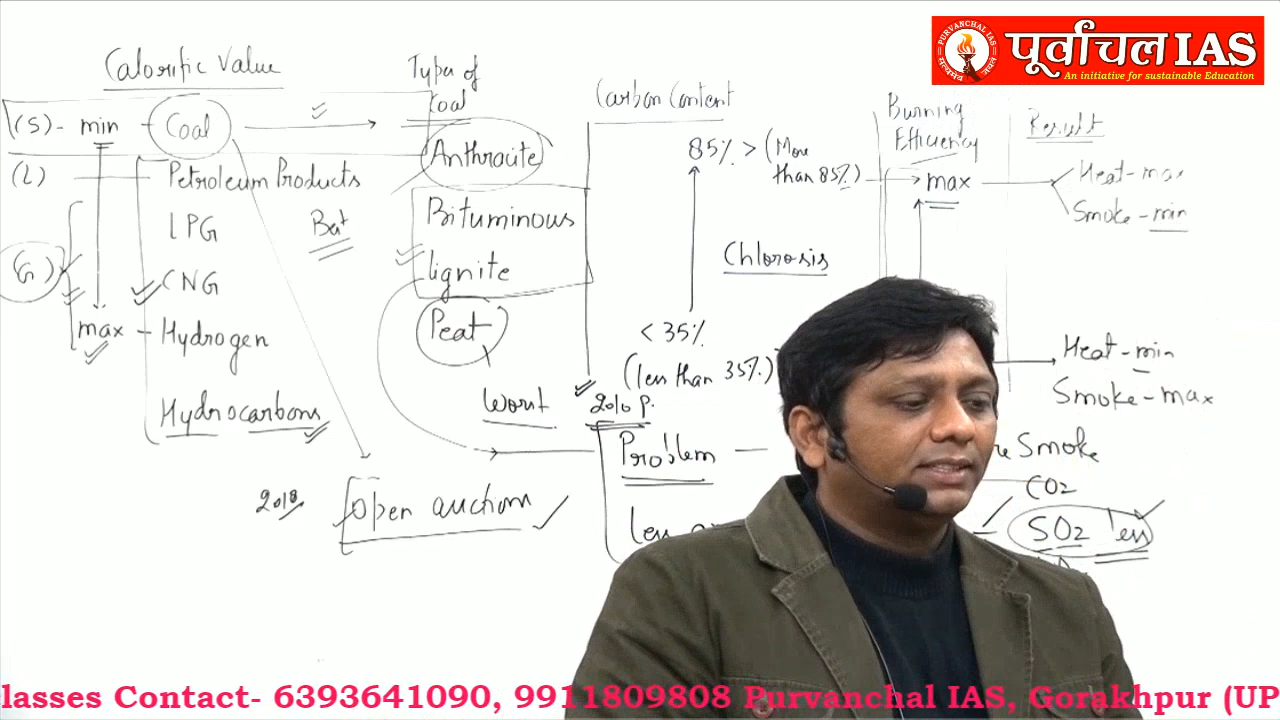 पूर्वांचल IAS
An initiative for sustainable Education
PURVANCHAL IAS
Calorific Value
Types of
Coal
Carbon Content
Burning
Efficiency
Result
(S) - min - Coal
Anthracite
85% > (More
than 85%)
max
Heat-max
Smoke-min
(L)
Petroleum Products
LPG
Bituminous
Chlorosis
(G)
CNG
lignite
max - Hydrogen
Peat
< 35%
(less than 35%)
Heat-min
Smoke-max
Hydrocarbons
Worst
2010 p.
Problem
Smoke
CO2
2018
Open auction
SO2 less
lasses Contact- 6393641090, 9911809808 Purvanchal IAS, Gorakhpur (UP